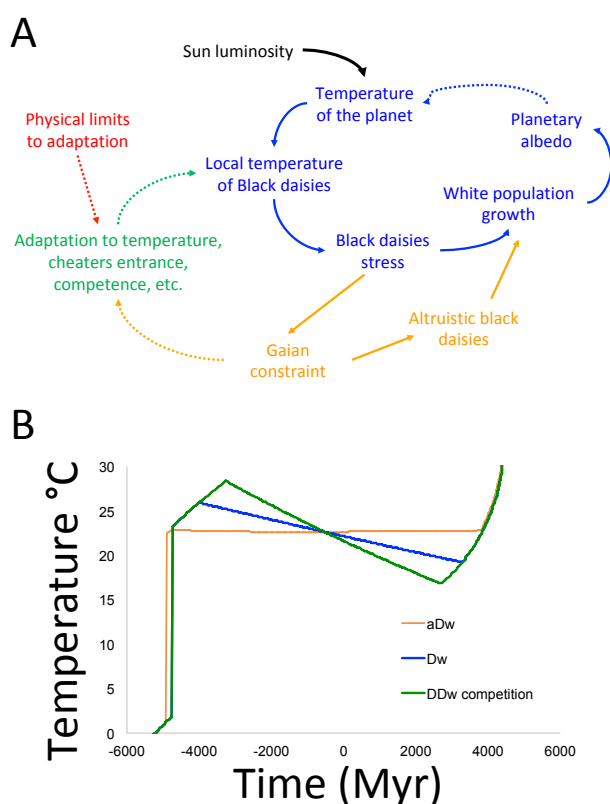 A
Sun luminosity
Temperature
of the planet
Planetary
albedo
Physical limits
to adaptation
Local temperature
of Black daisies
White population
growth
Adaptation to temperature,
cheaters entrance,
competence, etc.
Black daisies
stress
Altruistic black
daisies
Gaian
constraint
B
Temperature °C
30
25
20
15
10
5
0
aDw
Dw
DDw competition
-6000 -4000 -2000 0 2000 4000 6000
Time (Myr)